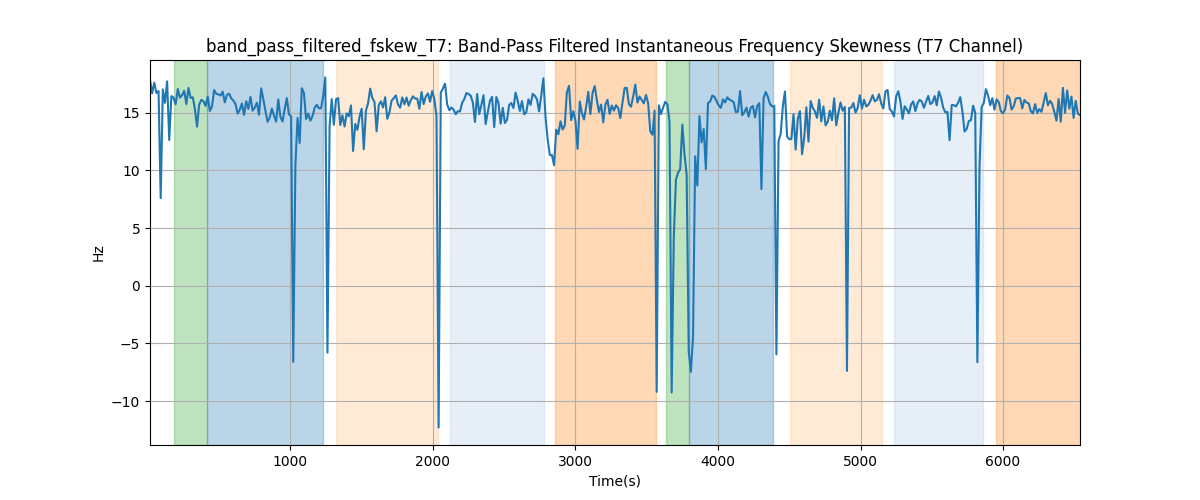 band_pass_filtered_fskew_T7: Band-Pass Filtered Instantaneous Frequency Skewness (T7 Channel)
15
10
5
0
−5
−10
Hz
1000 2000 3000 4000 5000 6000
Time(s)